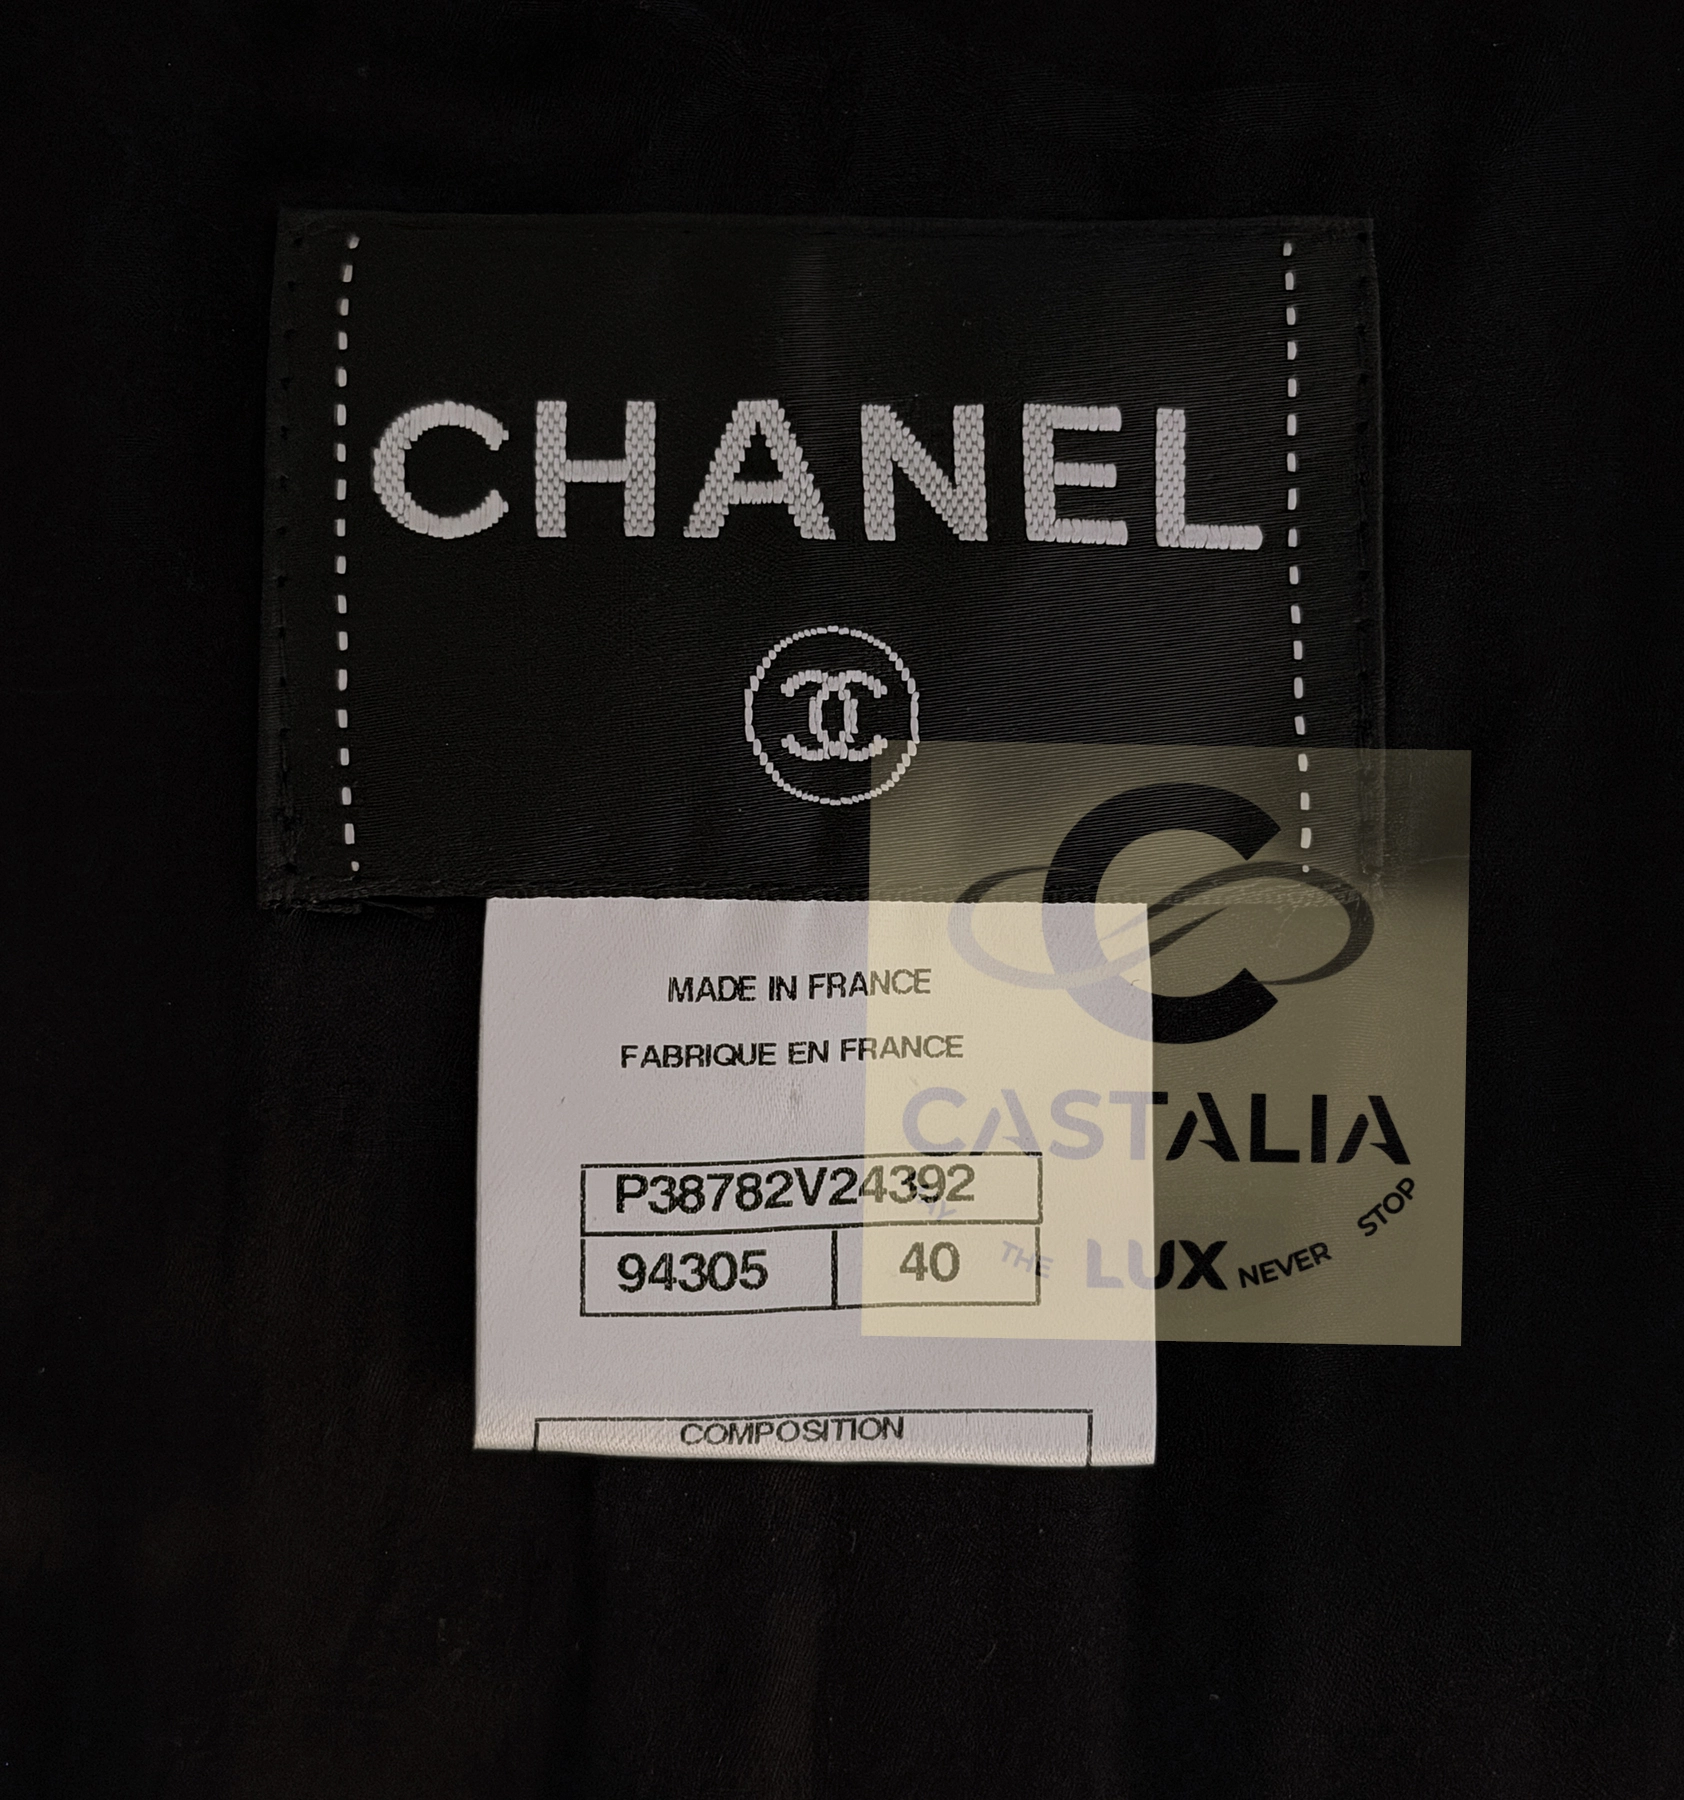 CHANEL
MADE IN FRANCE
FABRIQUE EN FRANCE
P38782V24392
94305 40
COMPOSITION
CASTALIA
THE LUX NEVER STOP